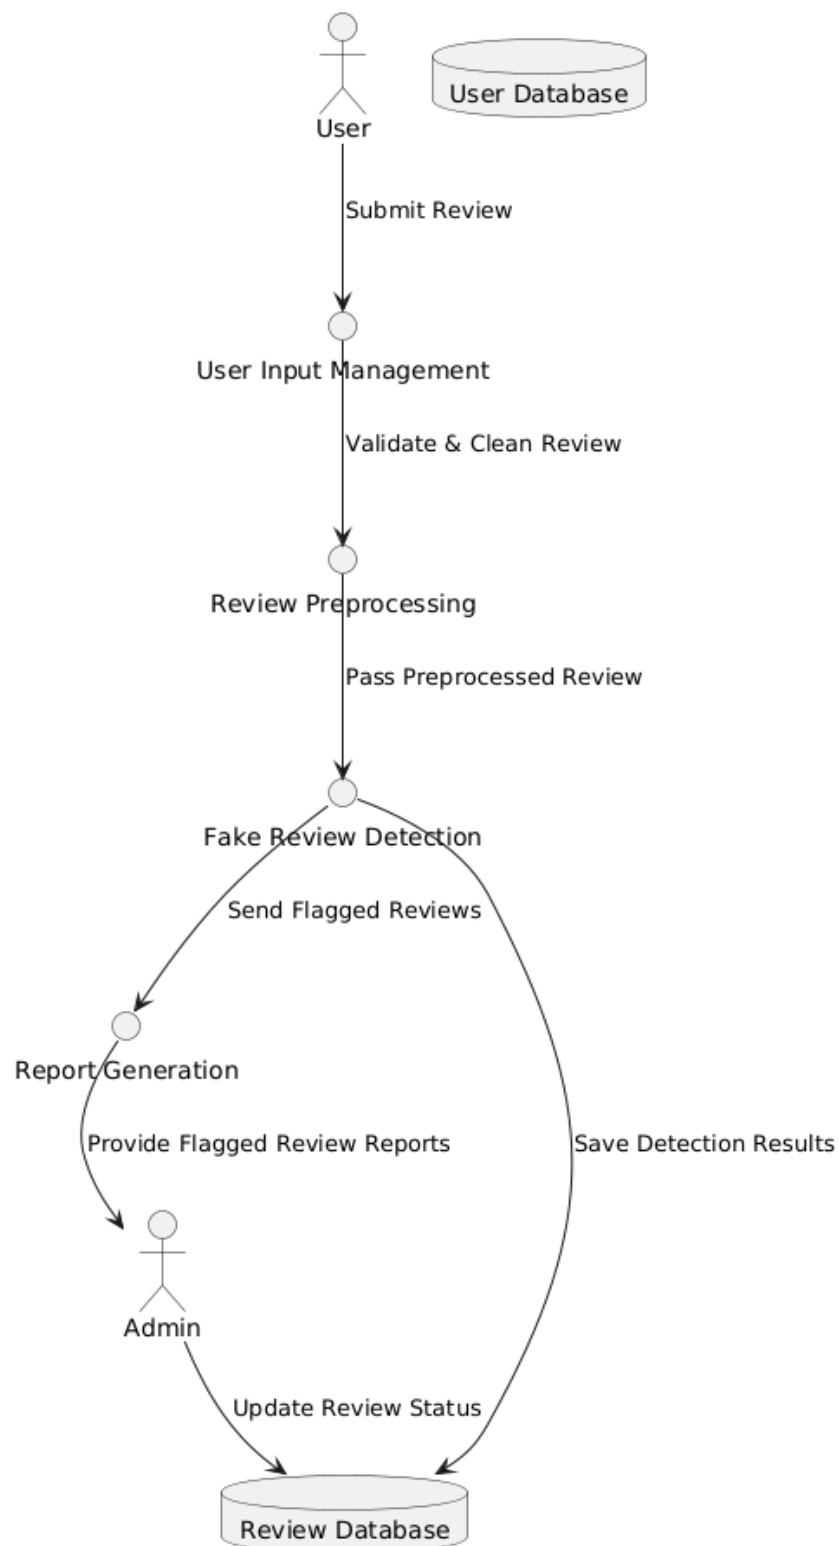 User Database
User
Submit Review
User Input Management
Validate & Clean Review
Review Preprocessing
Pass Preprocessed Review
Fake Review Detection
Send Flagged Reviews
Report Generation
Provide Flagged Review Reports
Save Detection Results
Admin
Update Review Status
Review Database